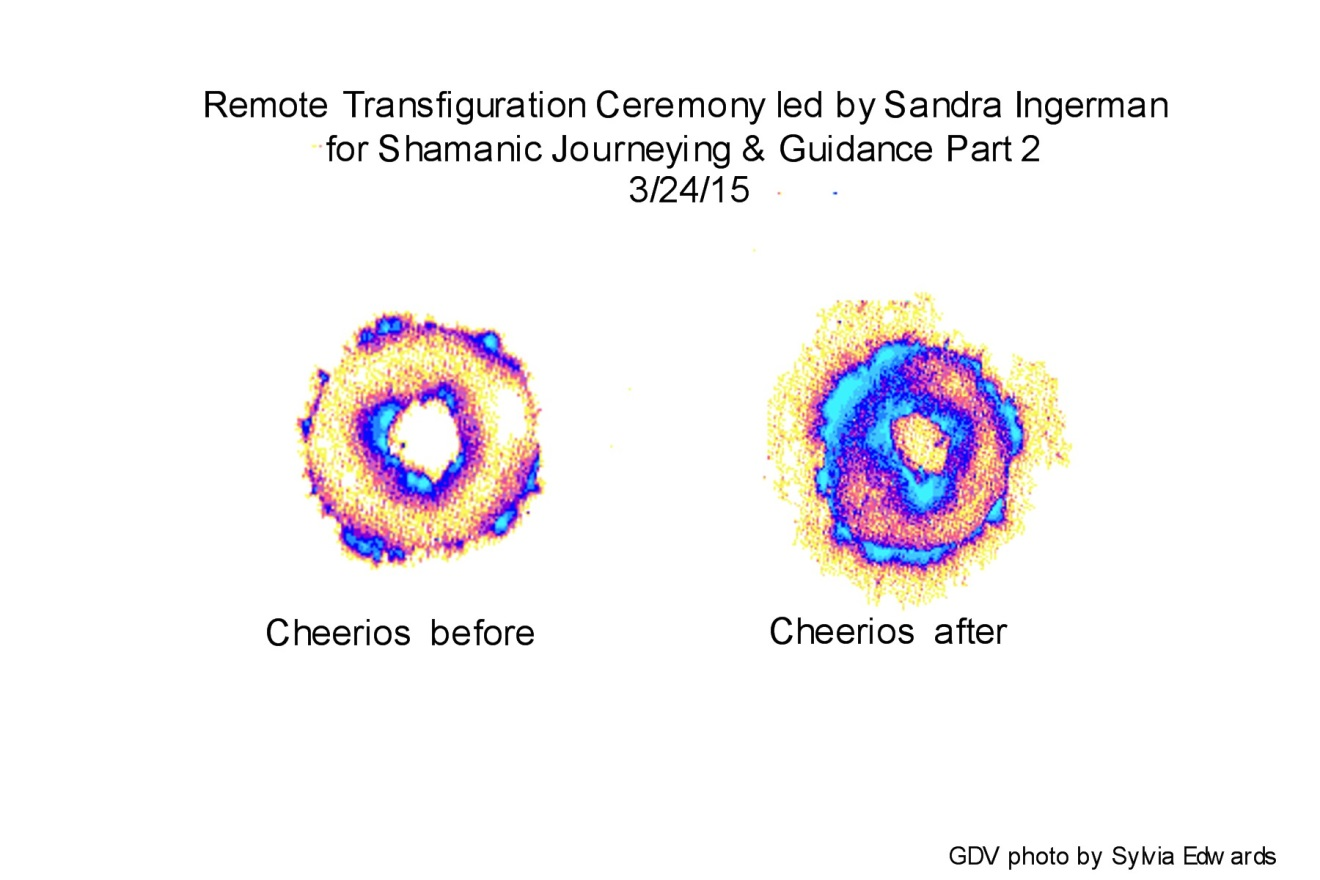 Remote Transfiguration Ceremony led by Sandra Ingerman
for Shamanic Journeying & Guidance Part 2
3/24/15
Cheerios before
Cheerios after
GDV photo by Sylvia Edwards